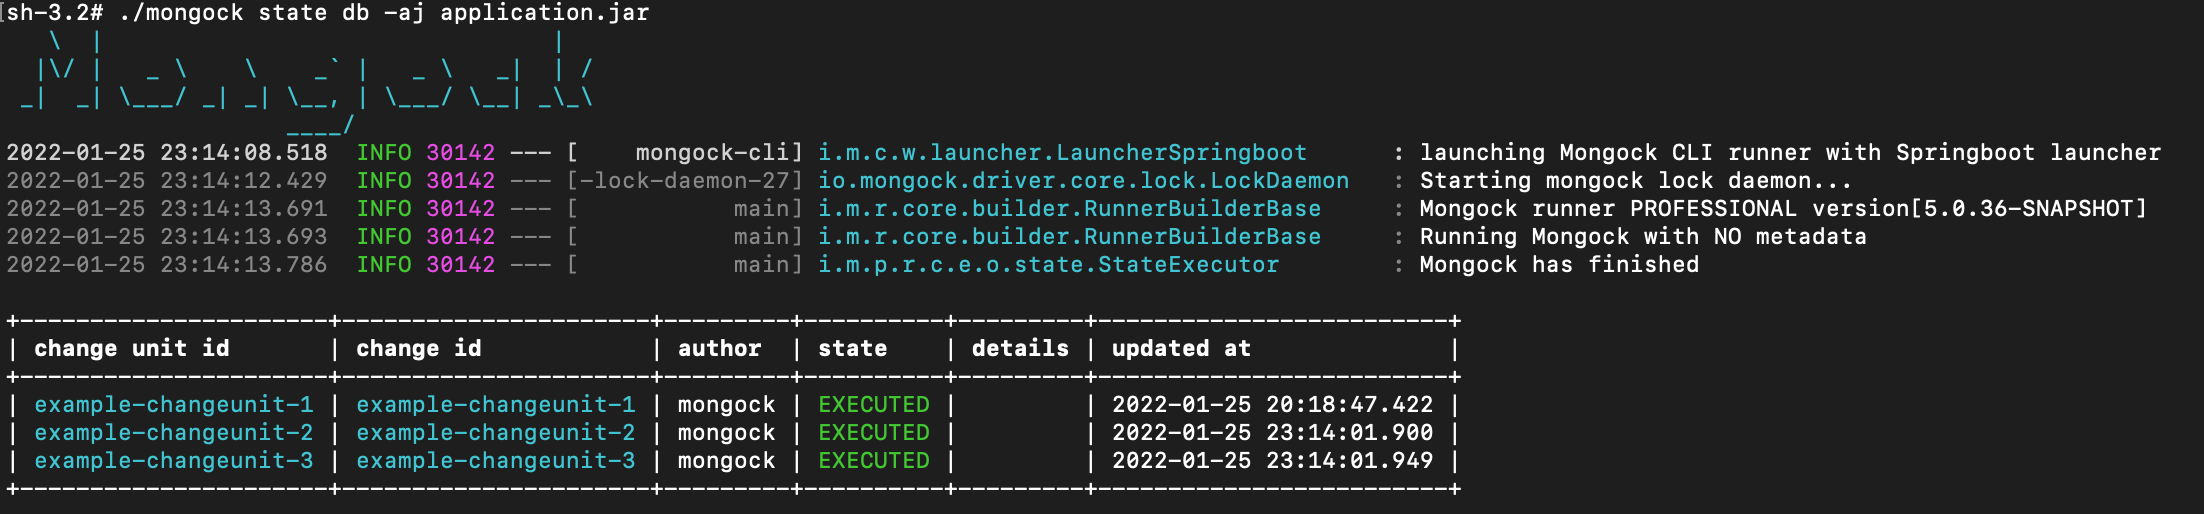 sh-3.2# ./mongock state db -aj application.jar
   \  |                                |
  |\/ |   _ \    \    _` |   _ \   _|  | /
 _|  _| \___/ _| _| \__, | \___/ \__| _\_\
                    ____/
2022-01-25 23:14:08.518  INFO 30142 --- [    mongock-cli] i.m.c.w.launcher.LauncherSpringboot      : launching Mongock CLI runner with Springboot launcher
2022-01-25 23:14:12.429  INFO 30142 --- [-lock-daemon-27] io.mongock.driver.core.lock.LockDaemon   : Starting mongock lock daemon...
2022-01-25 23:14:13.691  INFO 30142 --- [           main] i.m.r.core.builder.RunnerBuilderBase     : Mongock runner PROFESSIONAL version[5.0.36-SNAPSHOT]
2022-01-25 23:14:13.693  INFO 30142 --- [           main] i.m.r.core.builder.RunnerBuilderBase     : Running Mongock with NO metadata
2022-01-25 23:14:13.786  INFO 30142 --- [           main] i.m.p.r.c.e.o.state.StateExecutor        : Mongock has finished

+----------------------+----------------------+---------+----------+---------+-------------------------+
| change unit id       | change id            | author  | state    | details | updated at              |
+----------------------+----------------------+---------+----------+---------+-------------------------+
| example-changeunit-1 | example-changeunit-1 | mongock | EXECUTED |         | 2022-01-25 20:18:47.422 |
| example-changeunit-2 | example-changeunit-2 | mongock | EXECUTED |         | 2022-01-25 23:14:01.900 |
| example-changeunit-3 | example-changeunit-3 | mongock | EXECUTED |         | 2022-01-25 23:14:01.949 |
+----------------------+----------------------+---------+----------+---------+-------------------------+